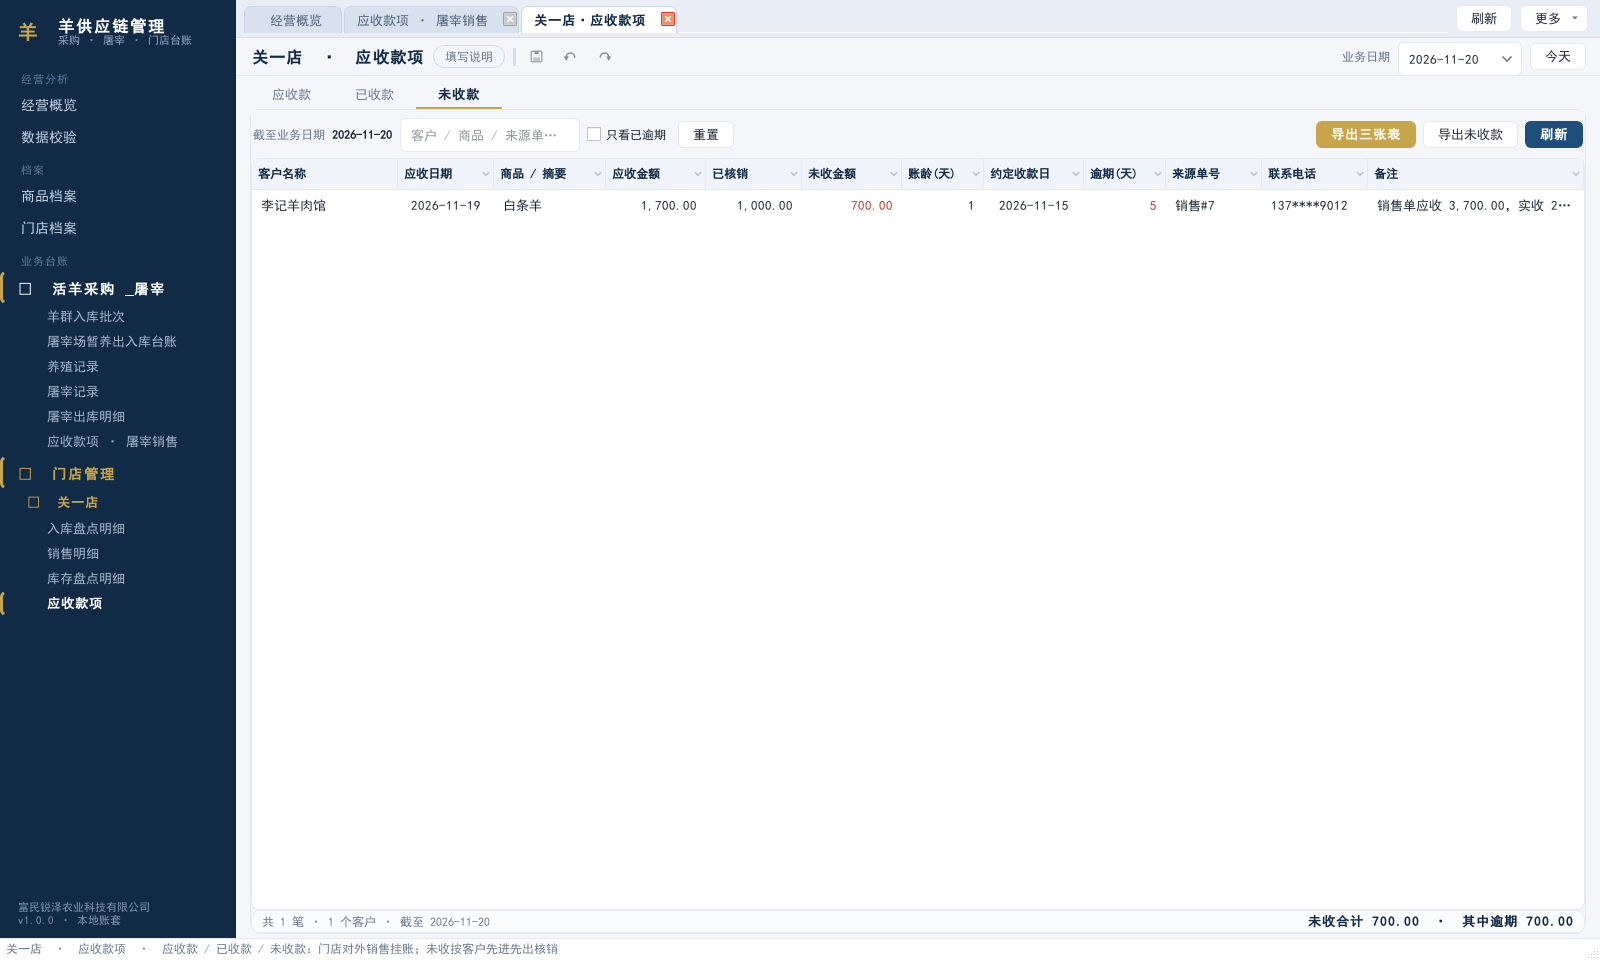 羊
羊供应链管理
采购 · 屠宰 · 门店台账
经营分析
经营概览
数据校验
档案
商品档案
门店档案
业务台账
活羊采购 _屠宰
羊群入库批次
屠宰场暂养出入库台账
养殖记录
屠宰记录
屠宰出库明细
应收款项 · 屠宰销售
门店管理
关一店
入库盘点明细
销售明细
库存盘点明细
应收款项
富民锐泽农业科技有限公司
v1.0.0 · 本地账套
经营概览 应收款项 · 屠宰销售 关一店·应收款项 刷新 更多
关一店 · 应收款项 填写说明 业务日期 2026-11-20 今天
应收款 已收款 未收款
截至业务日期 2026-11-20 客户 / 商品 / 来源单… 只看已逾期 重置 导出三张表 导出未收款 刷新
客户名称 应收日期 商品 / 摘要 应收金额 已核销 未收金额 账龄(天) 约定收款日 逾期(天) 来源单号 联系电话 备注
李记羊肉馆 2026-11-19 白条羊 1,700.00 1,000.00 700.00 1 2026-11-15 5 销售#7 137****9012 销售单应收 3,700.00，实收 2…
共 1 笔 · 1 个客户 · 截至 2026-11-20 未收合计 700.00 · 其中逾期 700.00
关一店 · 应收款项 · 应收款 / 已收款 / 未收款：门店对外销售挂账；未收按客户先进先出核销